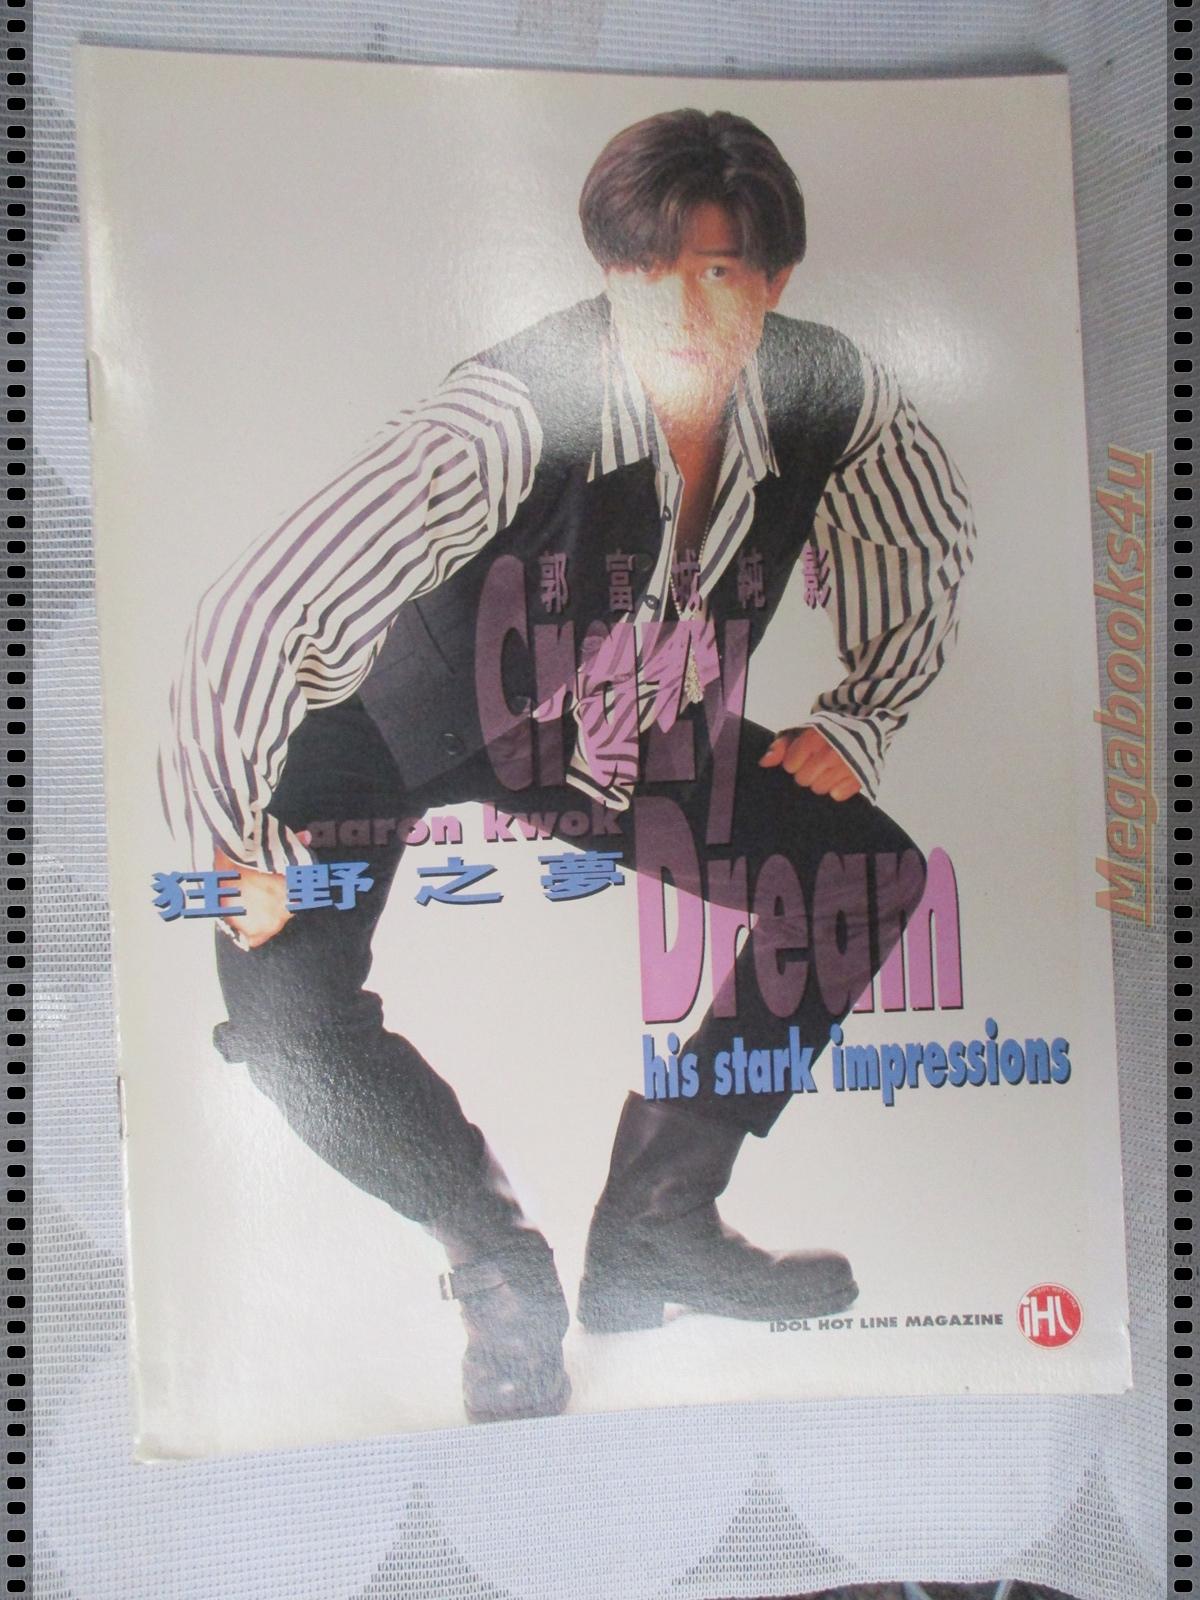 郭富城純影
Crazy
aaron kwok
狂野之夢
Dream
his stark impressions
IDOL HOT LINE MAGAZINE
iHL
Megabooks4u